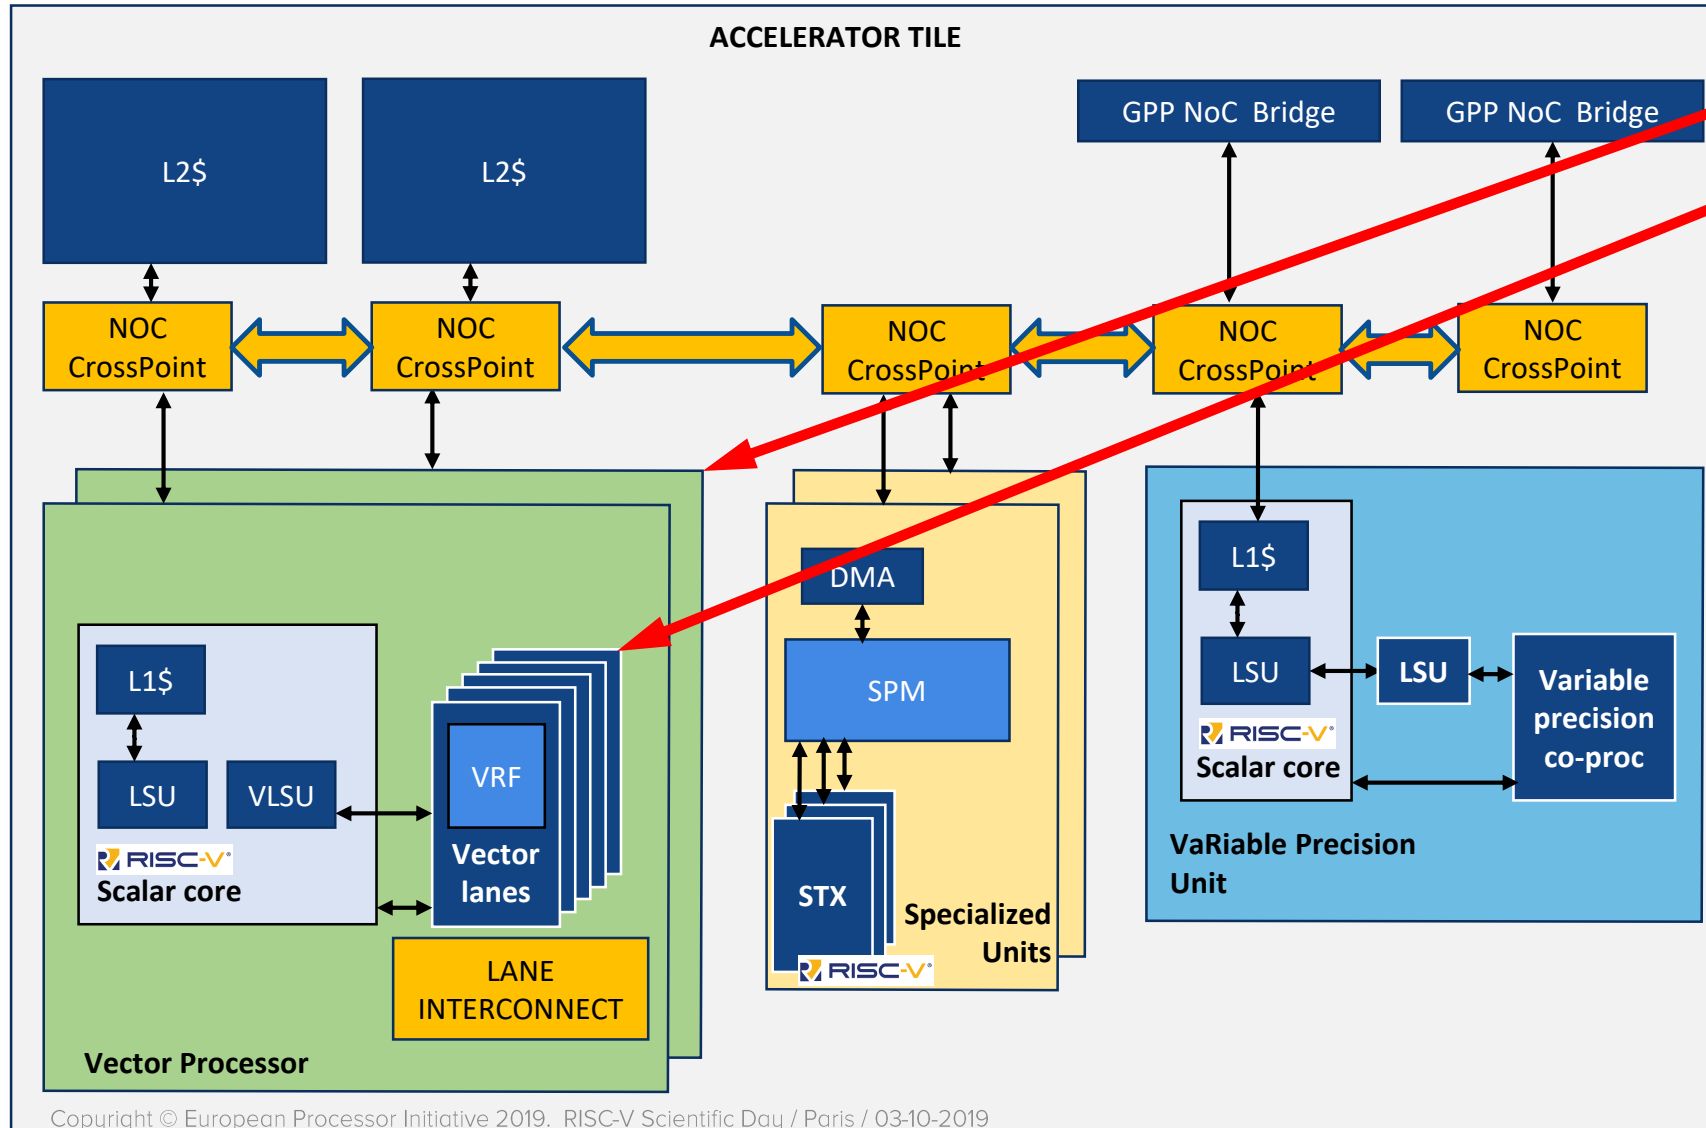 ACCELERATOR TILE
L2$
L2$
GPP NoC  Bridge
GPP NoC  Bridge
NOC
CrossPoint
NOC
CrossPoint
NOC
CrossPoint
NOC
CrossPoint
NOC
CrossPoint
L1$
LSU
VLSU
RISC-V®
Scalar core
VRF
Vector
lanes
LANE
INTERCONNECT
Vector Processor
DMA
SPM
STX
RISC-V®
Specialized
Units
L1$
LSU
RISC-V®
Scalar core
LSU
Variable
precision
co-proc
VaRiable Precision
Unit
Copyright © European Processor Initiative 2019.  RISC-V Scientific Day / Paris / 03-10-2019